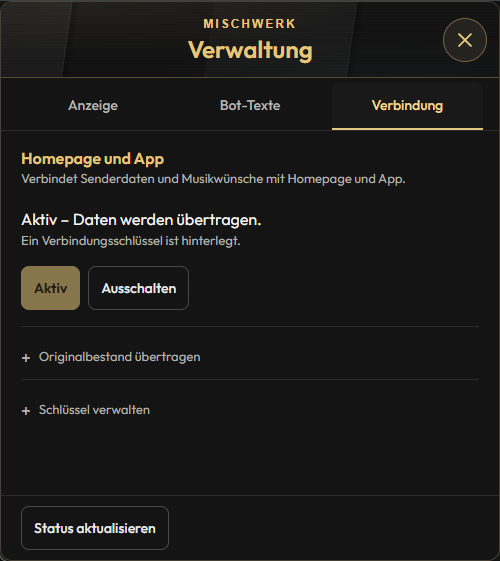 MISCHWERK
Verwaltung
Anzeige
Bot-Texte
Verbindung
Homepage und App
Verbindet Senderdaten und Musikwünsche mit Homepage und App.
Aktiv – Daten werden übertragen.
Ein Verbindungsschlüssel ist hinterlegt.
Aktiv
Ausschalten
+ Originalbestand übertragen
+ Schlüssel verwalten
Status aktualisieren